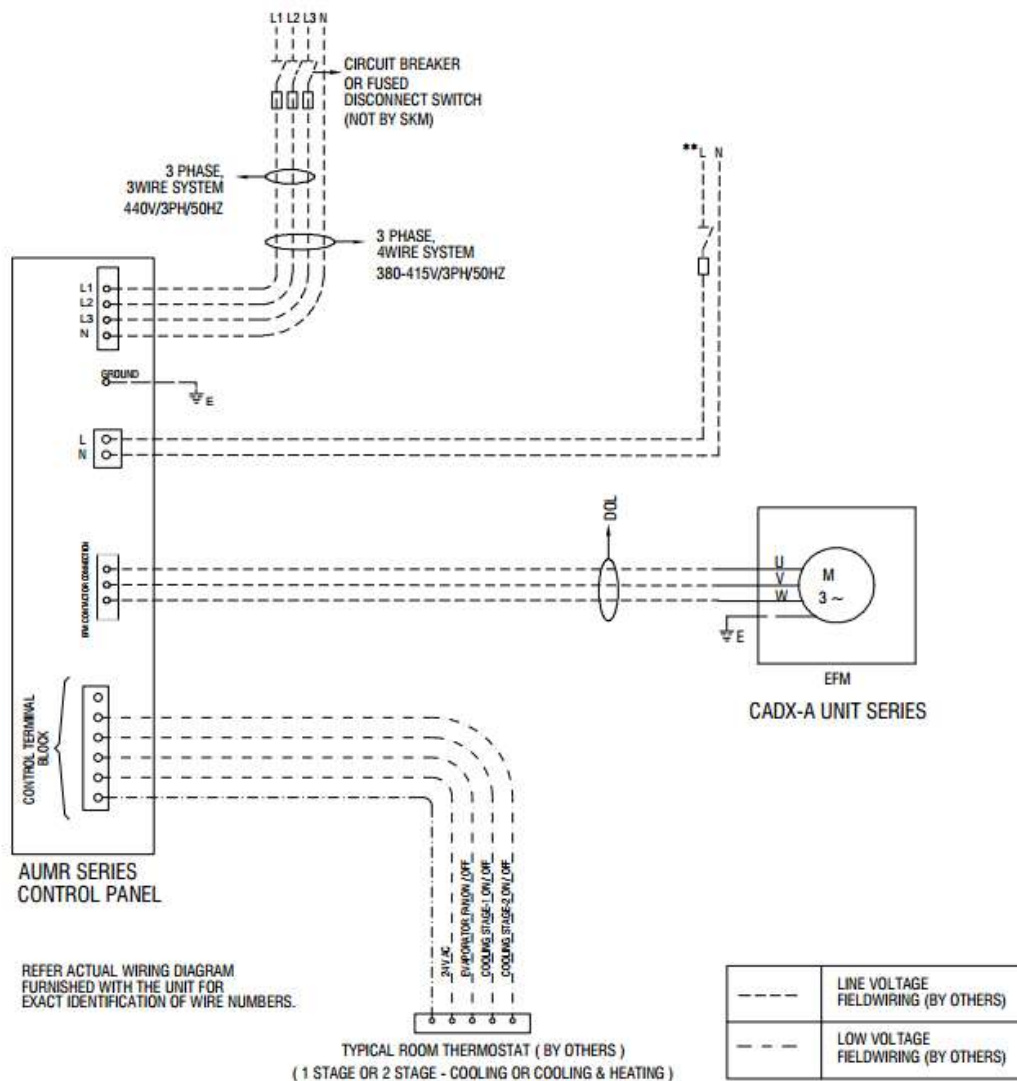 L1 L2 L3 N
CIRCUIT BREAKER
OR FUSED
DISCONNECT SWITCH
(NOT BY SKM)
3 PHASE,
3WIRE SYSTEM
440V/3PH/50HZ
3 PHASE,
4WIRE SYSTEM
380-415V/3PH/50HZ
**L N
L1
L2
L3
N
GROUND
E
L
N
DOL
EFM CONTACTOR CONNECTION
U
V
W
M
3 ~
E
EFM
CADX-A UNIT SERIES
CONTROL TERMINAL
BLOCK
AUMR SERIES
CONTROL PANEL
24V AC
EVAPORATOR FAN ON / OFF
COOLING STAGE-1 ON / OFF
COOLING STAGE-2 ON / OFF
REFER ACTUAL WIRING DIAGRAM
FURNISHED WITH THE UNIT FOR
EXACT IDENTIFICATION OF WIRE NUMBERS.
TYPICAL ROOM THERMOSTAT ( BY OTHERS )
( 1 STAGE OR 2 STAGE - COOLING OR COOLING & HEATING )
LINE VOLTAGE
FIELDWIRING (BY OTHERS)
LOW VOLTAGE
FIELDWIRING (BY OTHERS)